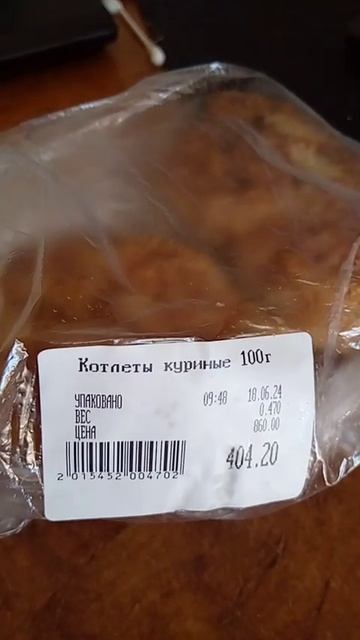 Котлеты куриные 100г
УПАКОВАНО 09:48 18.06.24
ВЕС 0.470
ЦЕНА 860.00
404.20
2 015452 004702